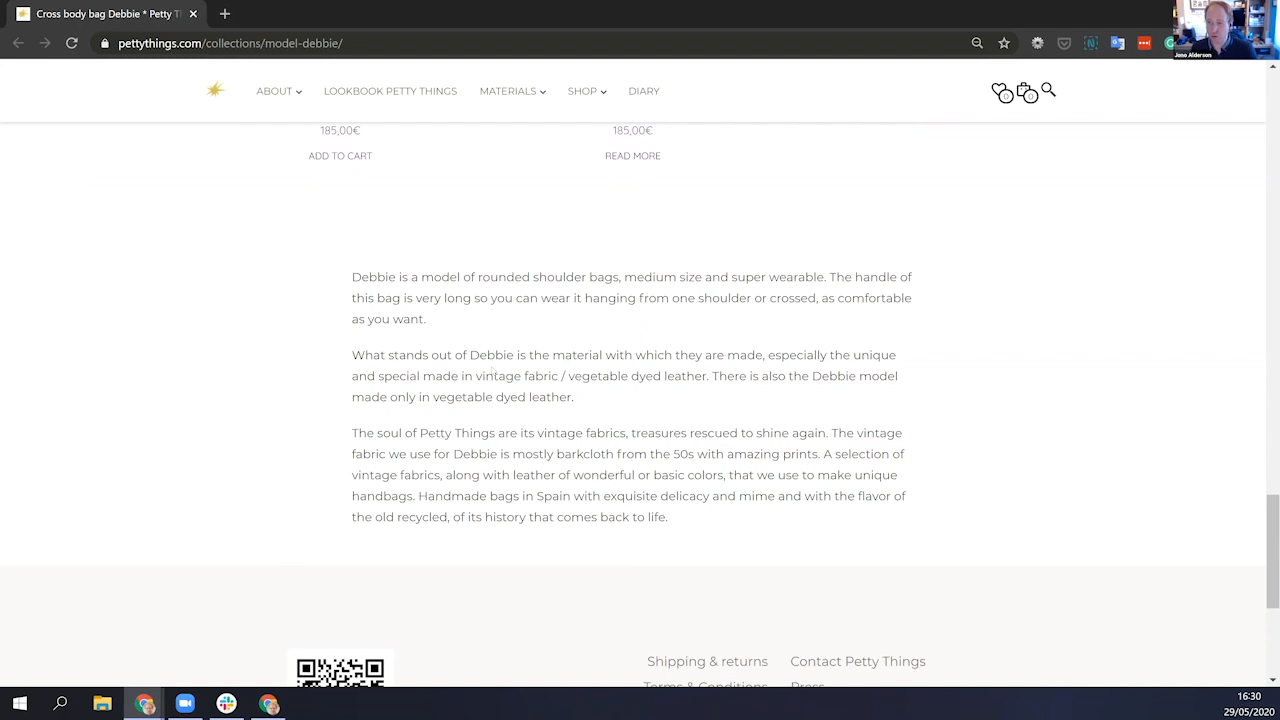 Cross body bag Debbie * Petty T
pettythings.com/collections/model-debbie/
Jono Alderson
ABOUT LOOKBOOK PETTY THINGS MATERIALS SHOP DIARY
0 0
185,00€ 185,00€
ADD TO CART READ MORE
Debbie is a model of rounded shoulder bags, medium size and super wearable. The handle of
this bag is very long so you can wear it hanging from one shoulder or crossed, as comfortable
as you want.
What stands out of Debbie is the material with which they are made, especially the unique
and special made in vintage fabric / vegetable dyed leather. There is also the Debbie model
made only in vegetable dyed leather.
The soul of Petty Things are its vintage fabrics, treasures rescued to shine again. The vintage
fabric we use for Debbie is mostly barkcloth from the 50s with amazing prints. A selection of
vintage fabrics, along with leather of wonderful or basic colors, that we use to make unique
handbags. Handmade bags in Spain with exquisite delicacy and mime and with the flavor of
the old recycled, of its history that comes back to life.
Shipping & returns Contact Petty Things
Terms & Conditions Press
16:30
29/05/2020